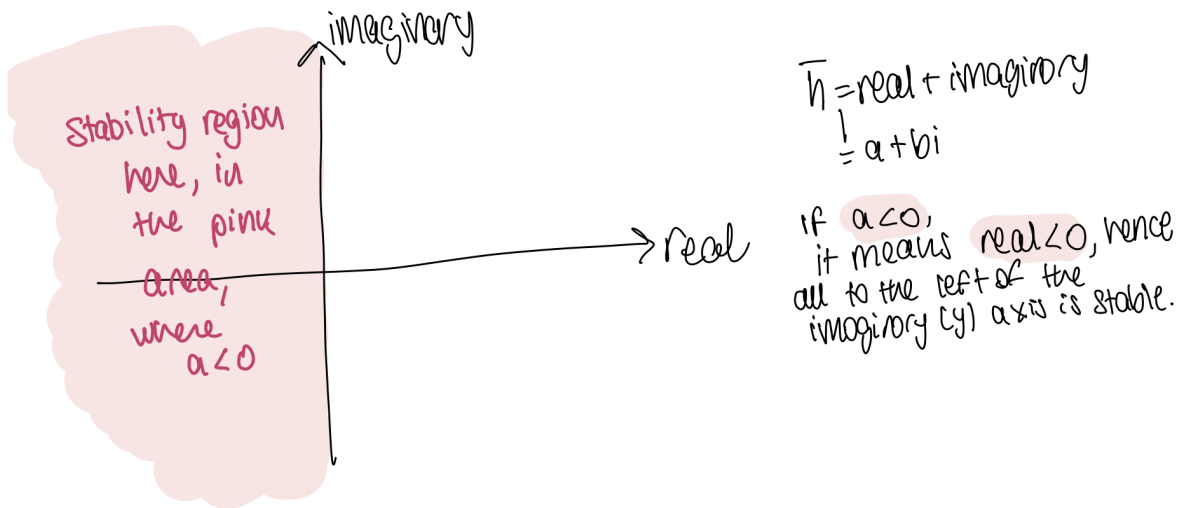 imaginary
Stability region
here, in
the pink
area,
where
a<0
real
h̅ = real + imaginary
= a + bi
if a<0,
it means real<0, hence
all to the left of the
imaginary (y) axis is stable.